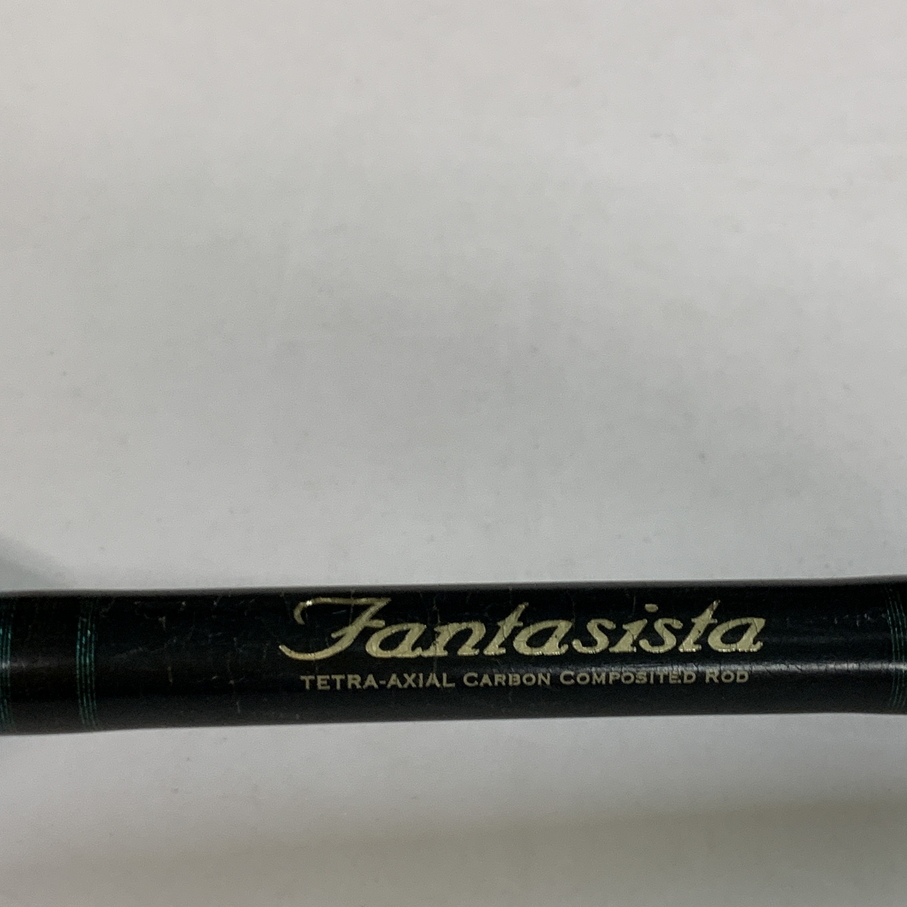 Fantasista
TETRA-AXIAL CARBON COMPOSITED ROD